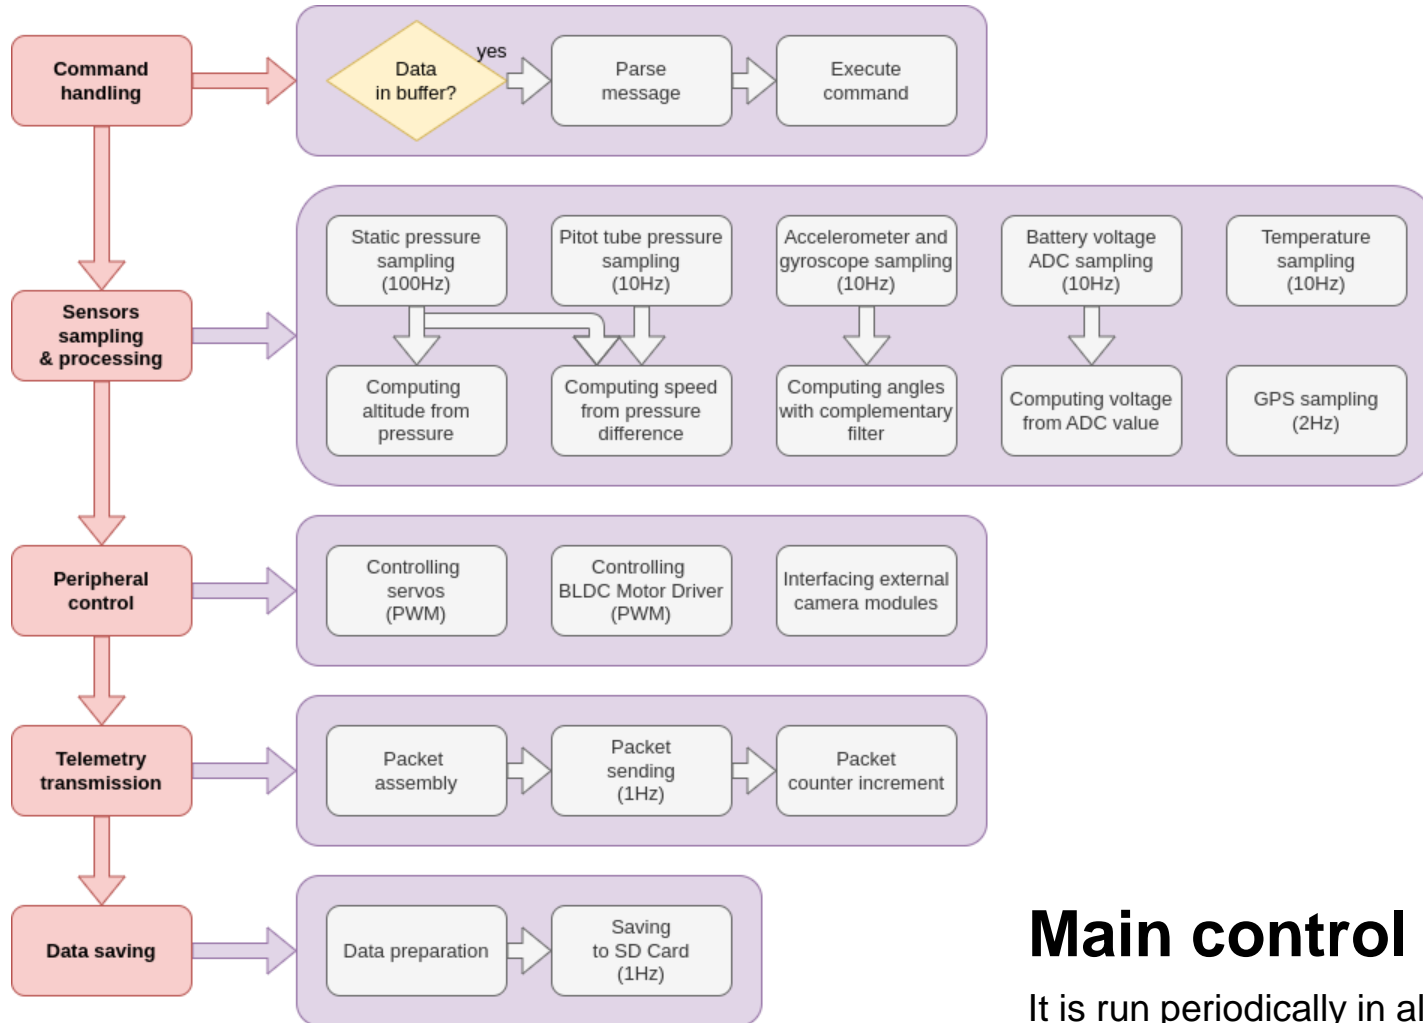 Command
handling
Data
in buffer?
yes
Parse
message
Execute
command
Sensors
sampling
& processing
Static pressure
sampling
(100Hz)
Pitot tube pressure
sampling
(10Hz)
Accelerometer and
gyroscope sampling
(10Hz)
Battery voltage
ADC sampling
(10Hz)
Temperature
sampling
(10Hz)
Computing
altitude from
pressure
Computing speed
from pressure
difference
Computing angles
with complementary
filter
Computing voltage
from ADC value
GPS sampling
(2Hz)
Peripheral
control
Controlling
servos
(PWM)
Controlling
BLDC Motor Driver
(PWM)
Interfacing external
camera modules
Telemetry
transmission
Packet
assembly
Packet
sending
(1Hz)
Packet
counter increment
Data saving
Data preparation
Saving
to SD Card
(1Hz)
Main control
It is run periodically in al